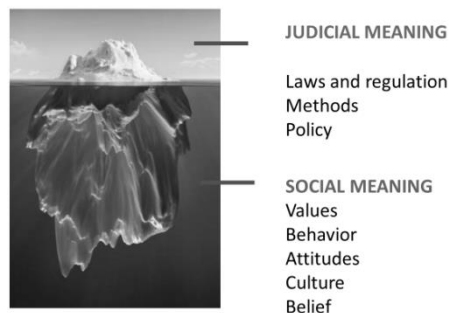 JUDICIAL MEANING
Laws and regulation
Methods
Policy
SOCIAL MEANING
Values
Behavior
Attitudes
Culture
Belief